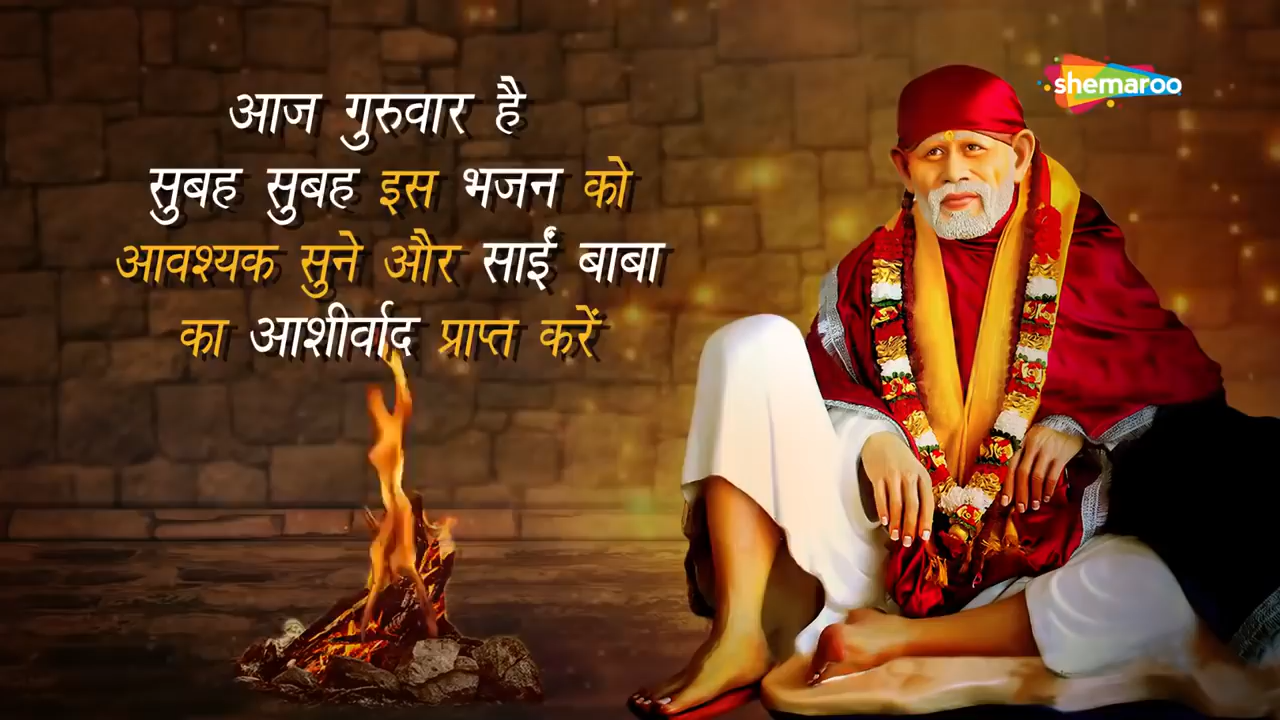 आज गुरुवार है
सुबह सुबह इस भजन को
आवश्यक सुने और साईं बाबा
का आशीर्वाद प्राप्त करें
shemaroo